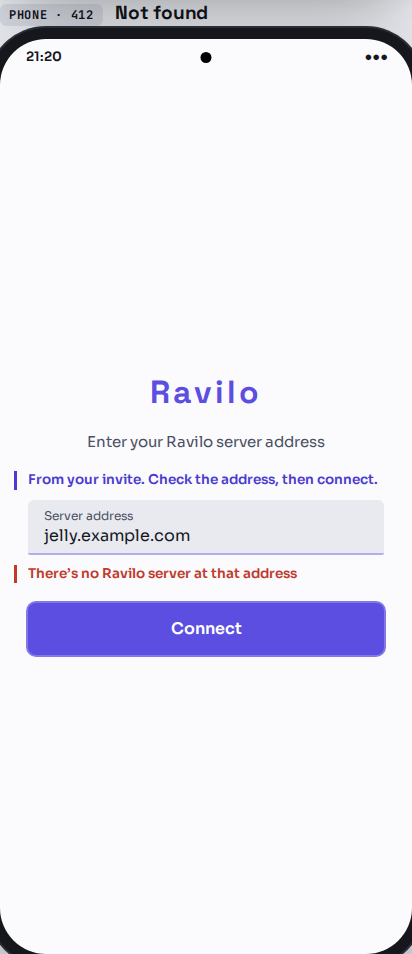 PHONE · 412 Not found
21:20
Ravilo
Enter your Ravilo server address
From your invite. Check the address, then connect.
Server address
jelly.example.com
There's no Ravilo server at that address
Connect